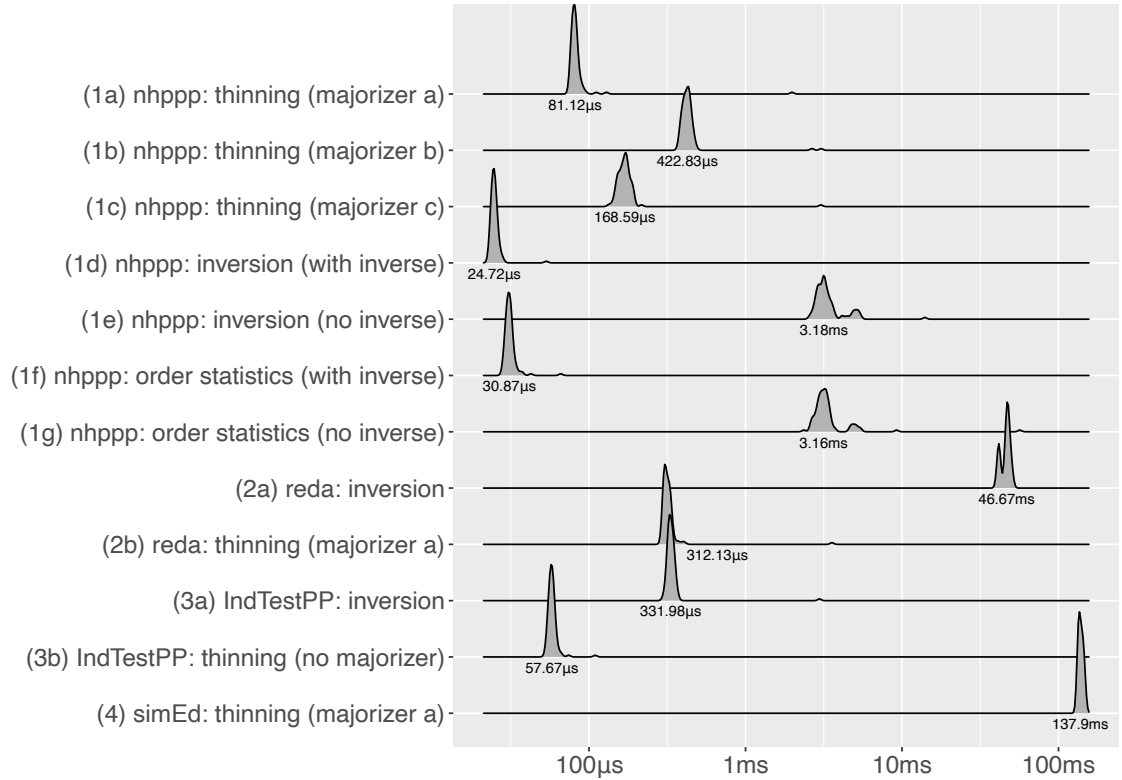 (1a) nhppp: thinning (majorizer a)
81.12µs
(1b) nhppp: thinning (majorizer b)
422.83µs
(1c) nhppp: thinning (majorizer c)
168.59µs
(1d) nhppp: inversion (with inverse)
24.72µs
(1e) nhppp: inversion (no inverse)
3.18ms
(1f) nhppp: order statistics (with inverse)
30.87µs
(1g) nhppp: order statistics (no inverse)
3.16ms
(2a) reda: inversion
46.67ms
(2b) reda: thinning (majorizer a)
312.13µs
(3a) IndTestPP: inversion
331.98µs
(3b) IndTestPP: thinning (no majorizer)
57.67µs
(4) simEd: thinning (majorizer a)
137.9ms
100µs 1ms 10ms 100ms